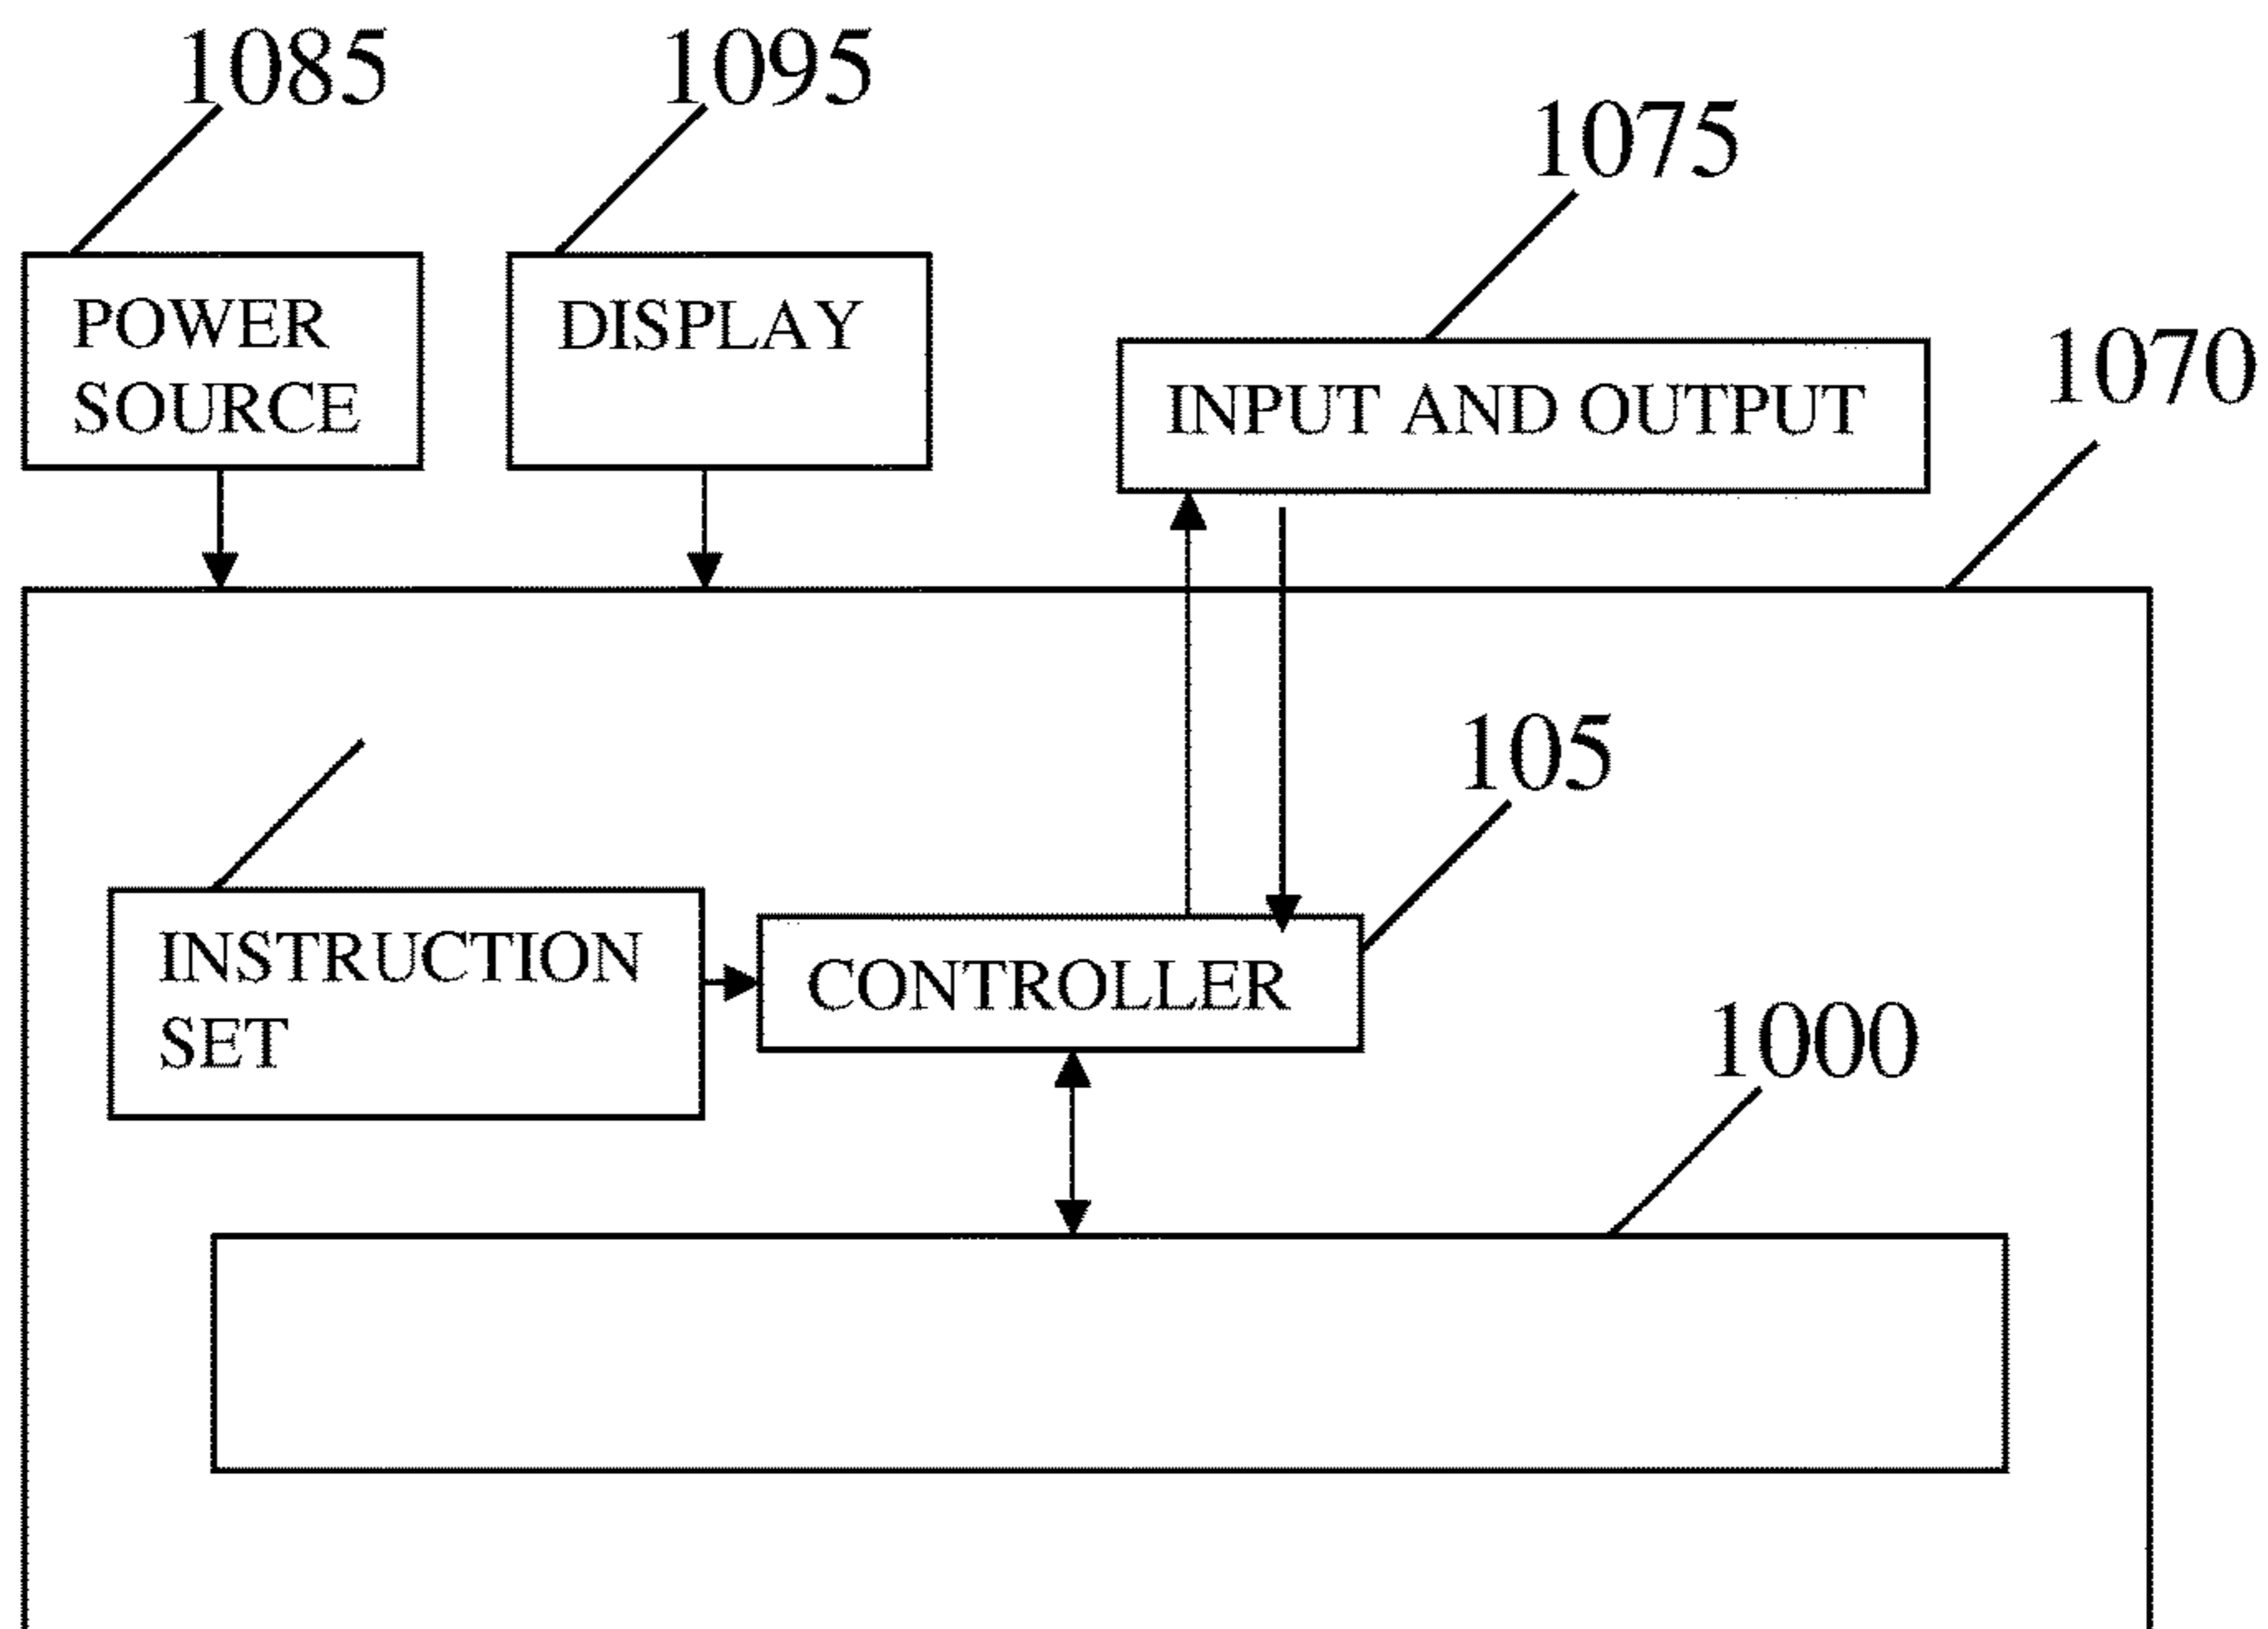 1085
1095
1075
1070
POWER
SOURCE
DISPLAY
INPUT AND OUTPUT
105
INSTRUCTION
SET
CONTROLLER
1000